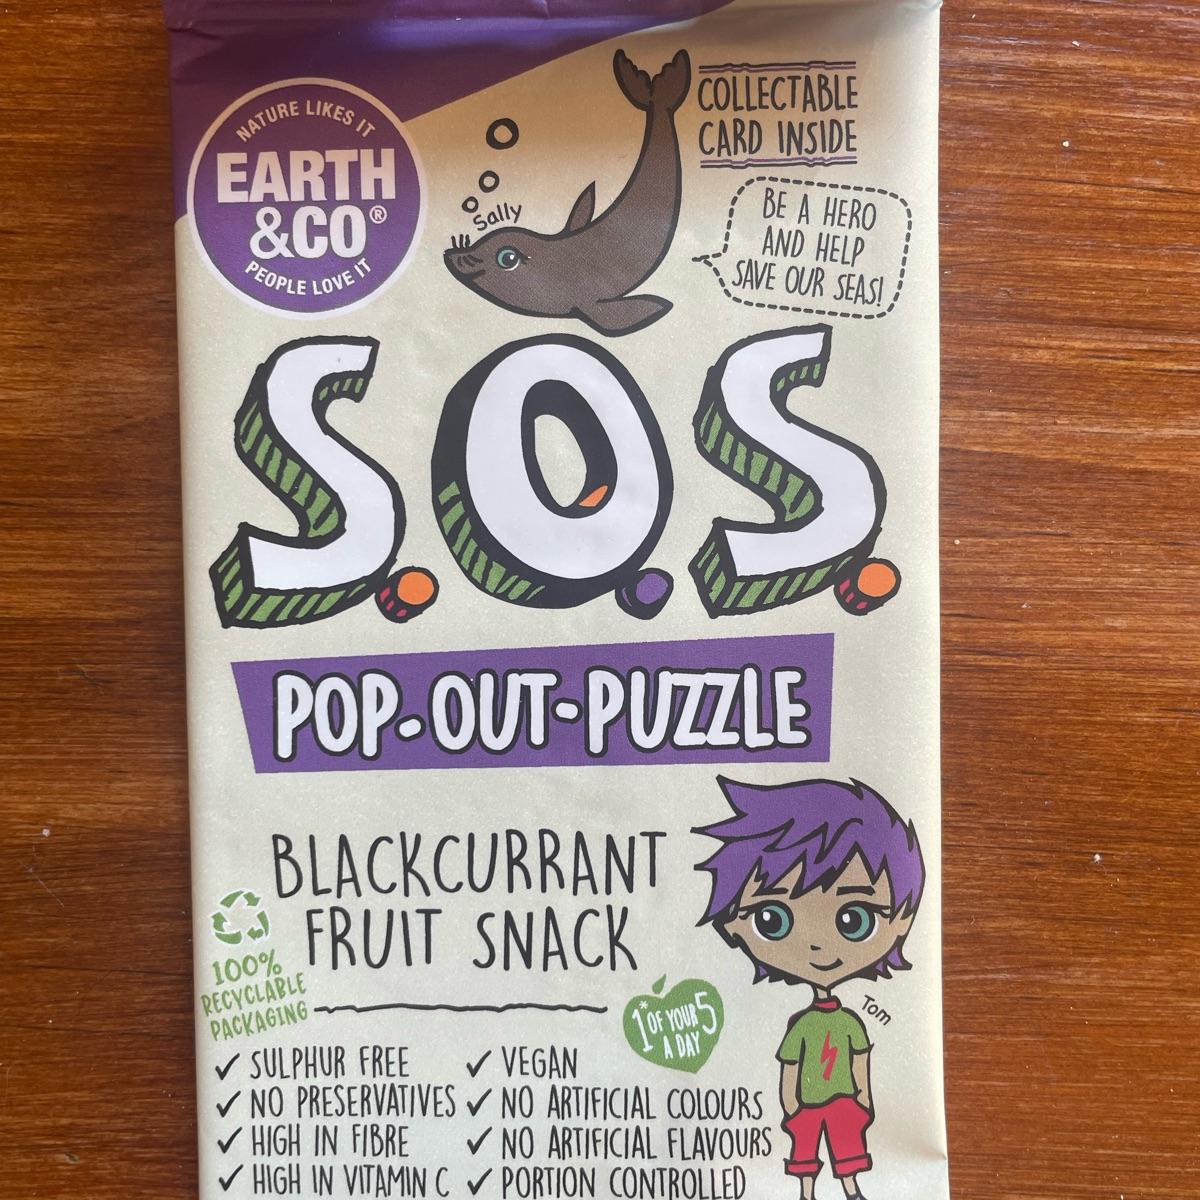 NATURE LIKES IT
EARTH
&CO®
PEOPLE LOVE IT
Sally
COLLECTABLE
CARD INSIDE
BE A HERO
AND HELP
SAVE OUR SEAS!
S.O.S.
POP-OUT-PUZZLE
BLACKCURRANT
FRUIT SNACK
100%
RECYCLABLE
PACKAGING
1* OF YOUR 5
A DAY
Tom
✓ SULPHUR FREE
✓ NO PRESERVATIVES
✓ HIGH IN FIBRE
✓ HIGH IN VITAMIN C
✓ VEGAN
✓ NO ARTIFICIAL COLOURS
✓ NO ARTIFICIAL FLAVOURS
✓ PORTION CONTROLLED